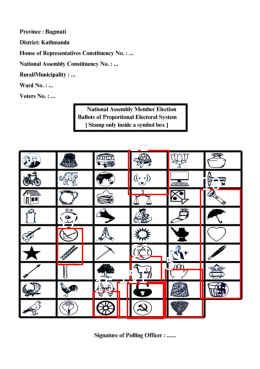 Province : Bagmati
District: Kathmandu
House of Representatives Constituency No. : ...
National Assembly Constituency No. : ...
Rural/Municipality : ...
Ward No. : ...
Voters No. : ...
National Assembly Member Election
Ballots of Proportional Electoral System
[ Stamp only inside a symbol box ]
Signature of Polling Officer : ......